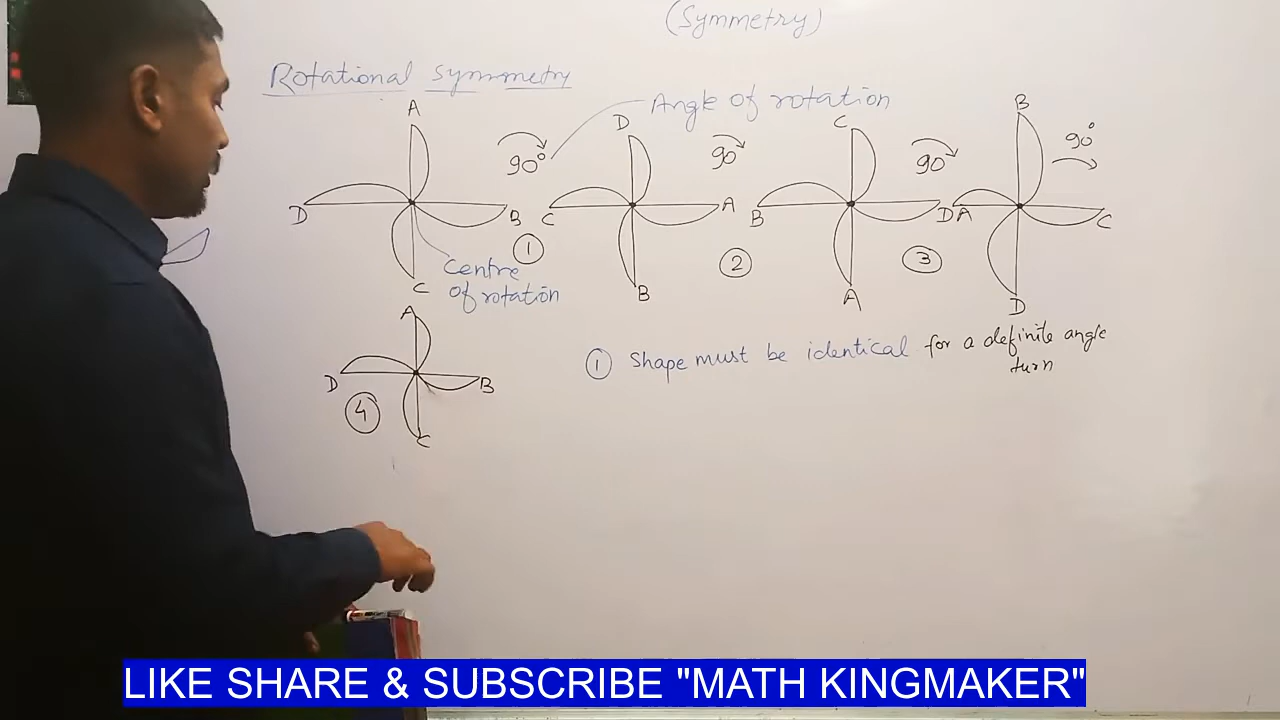 (Symmetry)
Rotational symmetry
Angle of rotation
A
D
B
C
90°
①
Centre
of rotation
D
C
A
B
90°
②
C
B
D
A
90°
③
B
A
C
D
90°
A
D
B
C
④
① Shape must be identical for a definite angle
turn
LIKE SHARE & SUBSCRIBE "MATH KINGMAKER"